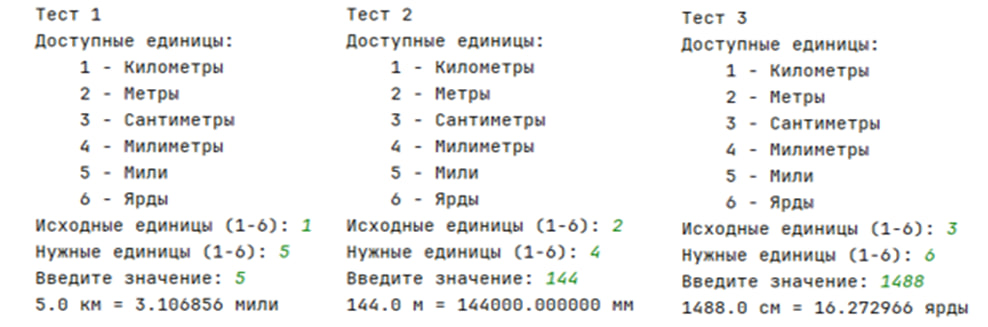 Тест 1
Доступные единицы:
1 - Километры
2 - Метры
3 - Сантиметры
4 - Милиметры
5 - Мили
6 - Ярды
Исходные единицы (1-6): 1
Нужные единицы (1-6): 5
Введите значение: 5
5.0 км = 3.106856 мили
Тест 2
Доступные единицы:
1 - Километры
2 - Метры
3 - Сантиметры
4 - Милиметры
5 - Мили
6 - Ярды
Исходные единицы (1-6): 2
Нужные единицы (1-6): 4
Введите значение: 144
144.0 м = 144000.000000 мм
Тест 3
Доступные единицы:
1 - Километры
2 - Метры
3 - Сантиметры
4 - Милиметры
5 - Мили
6 - Ярды
Исходные единицы (1-6): 3
Нужные единицы (1-6): 6
Введите значение: 1488
1488.0 см = 16.272966 ярды